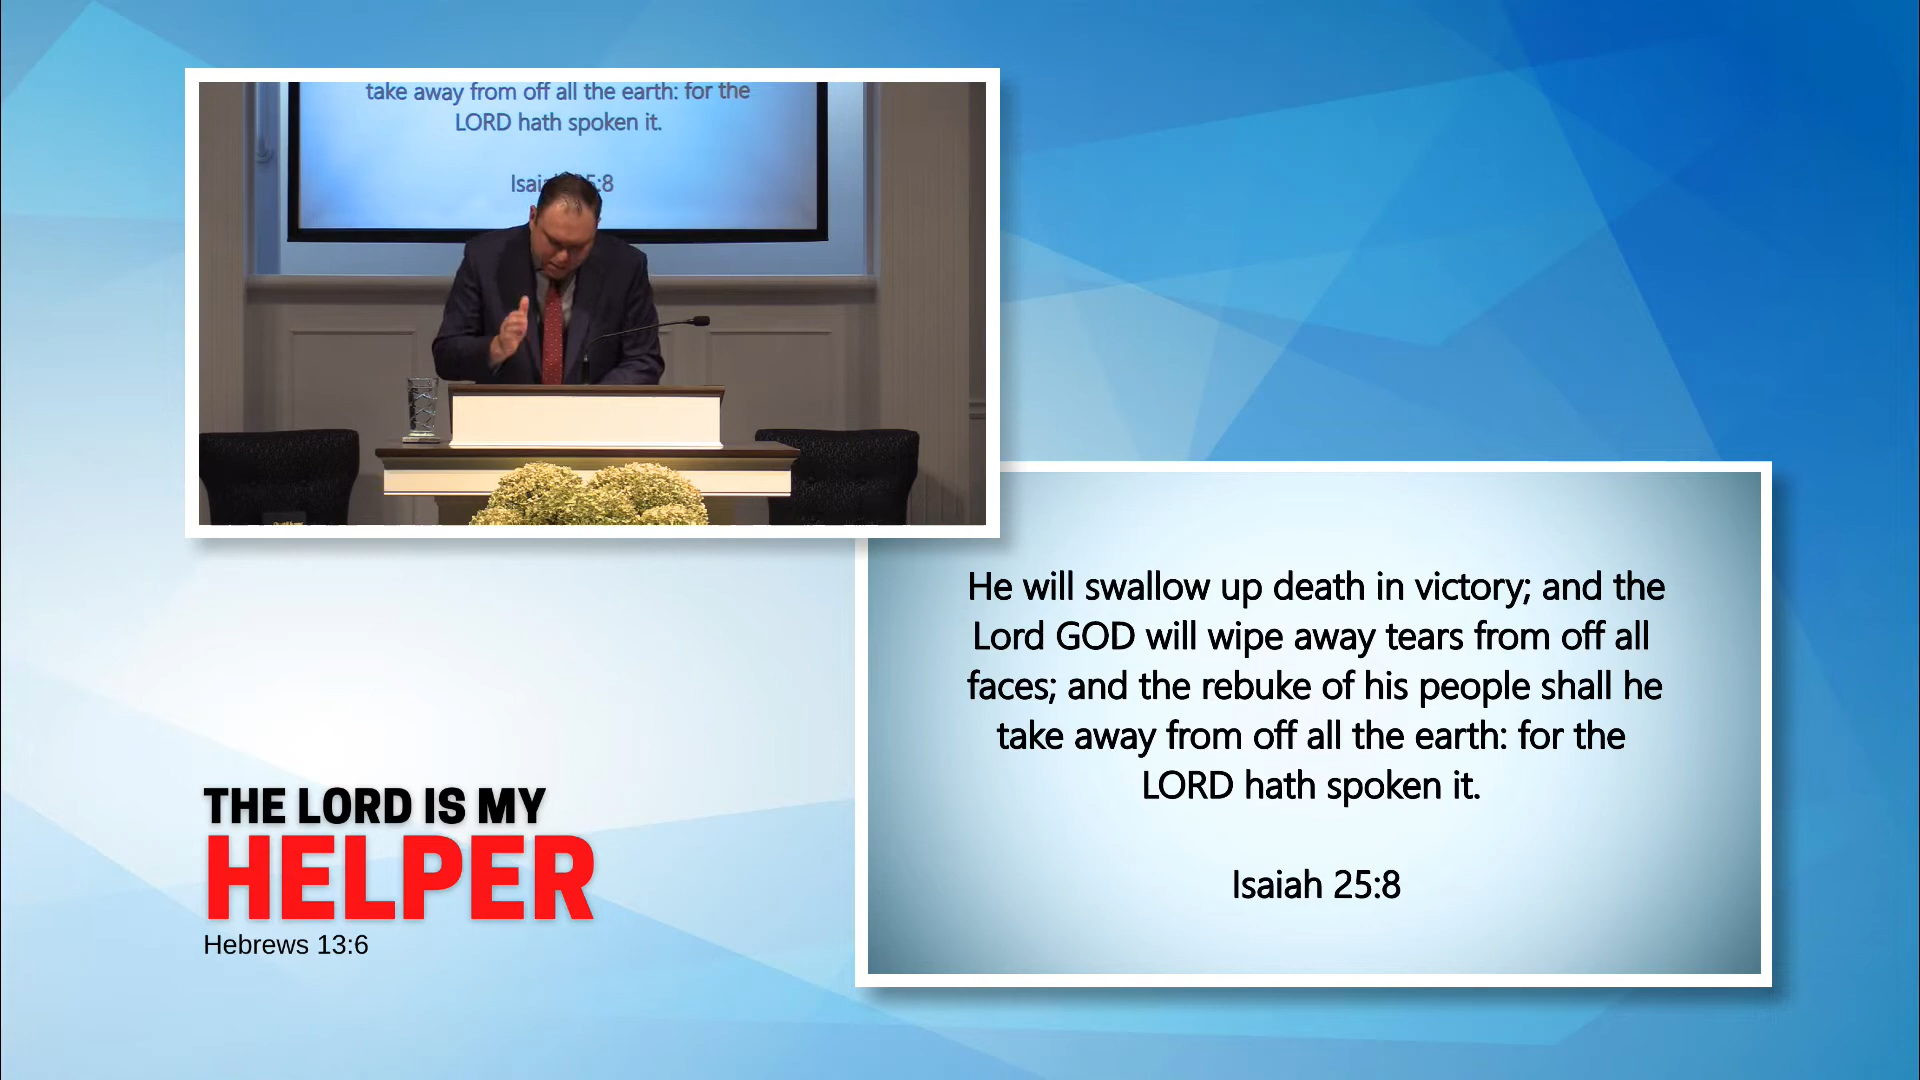 take away from off all the earth: for the
LORD hath spoken it.
He will swallow up death in victory; and the
Lord GOD will wipe away tears from off all
faces; and the rebuke of his people shall he
take away from off all the earth: for the
LORD hath spoken it.
Isaiah 25:8
THE LORD IS MY
HELPER
Hebrews 13:6